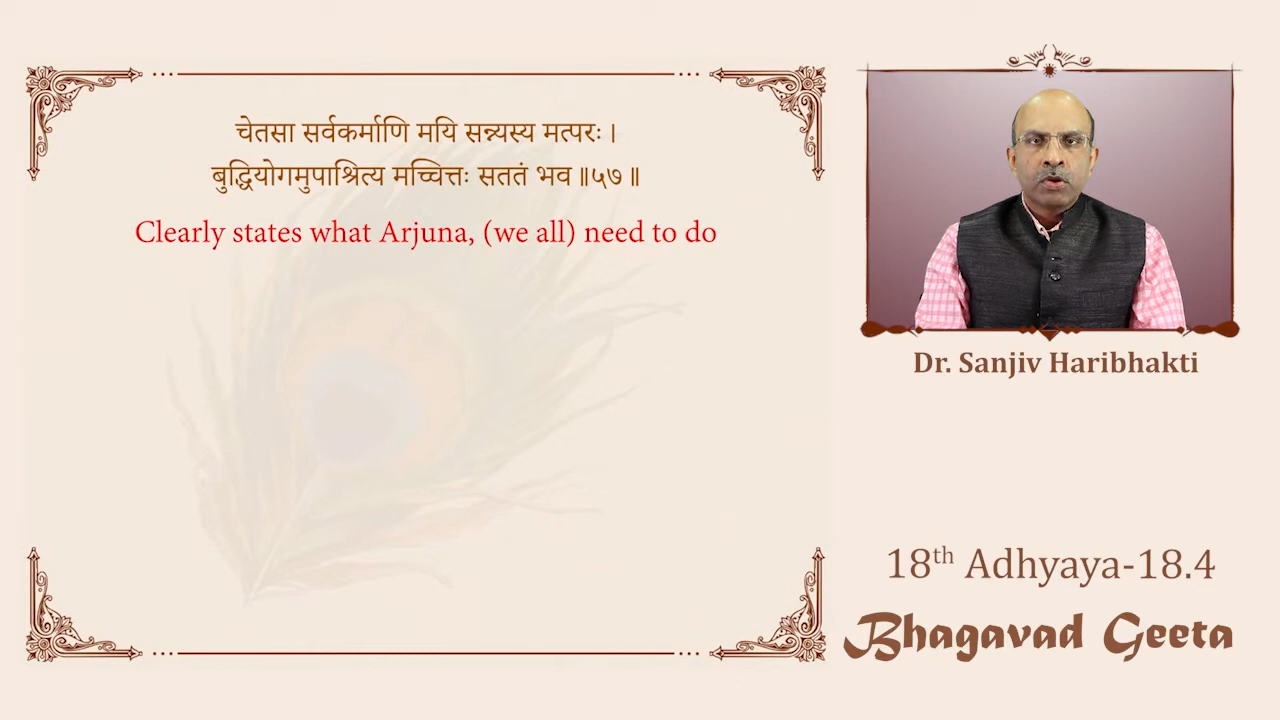 चेतसा सर्वकर्माणि मयि सन्न्यस्य मत्परः ।
बुद्धियोगमुपाश्रित्य मच्चित्तः सततं भव ॥५७॥
Clearly states what Arjuna, (we all) need to do
Dr. Sanjiv Haribhakti
18th Adhyaya-18.4
Bhagavad Geeta